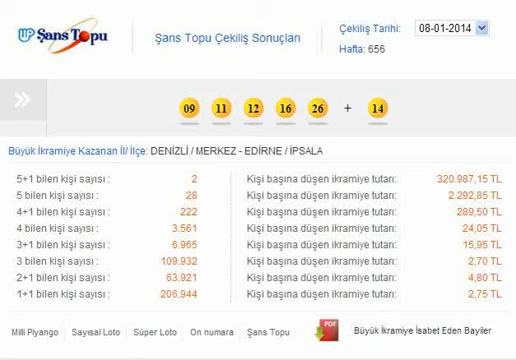 Şans Topu
Şans Topu Çekiliş Sonuçları
Çekiliş Tarihi: 08-01-2014
Hafta: 656
09 11 12 16 26 + 14
Büyük İkramiye Kazanan İl/ İlçe: DENİZLİ / MERKEZ - EDİRNE / İPSALA
5+1 bilen kişi sayısı : 2 Kişi başına düşen ikramiye tutarı: 320.987,15 TL
5 bilen kişi sayısı : 28 Kişi başına düşen ikramiye tutarı: 2.292,85 TL
4+1 bilen kişi sayısı : 222 Kişi başına düşen ikramiye tutarı: 289,50 TL
4 bilen kişi sayısı : 3.561 Kişi başına düşen ikramiye tutarı: 24,05 TL
3+1 bilen kişi sayısı : 6.965 Kişi başına düşen ikramiye tutarı: 15,95 TL
3 bilen kişi sayısı : 109.932 Kişi başına düşen ikramiye tutarı: 2,70 TL
2+1 bilen kişi sayısı : 63.921 Kişi başına düşen ikramiye tutarı: 4,80 TL
1+1 bilen kişi sayısı : 206.944 Kişi başına düşen ikramiye tutarı: 2,75 TL
Milli Piyango Sayısal Loto Süper Loto On numara Şans Topu PDF Büyük İkramiye İsabet Eden Bayiler